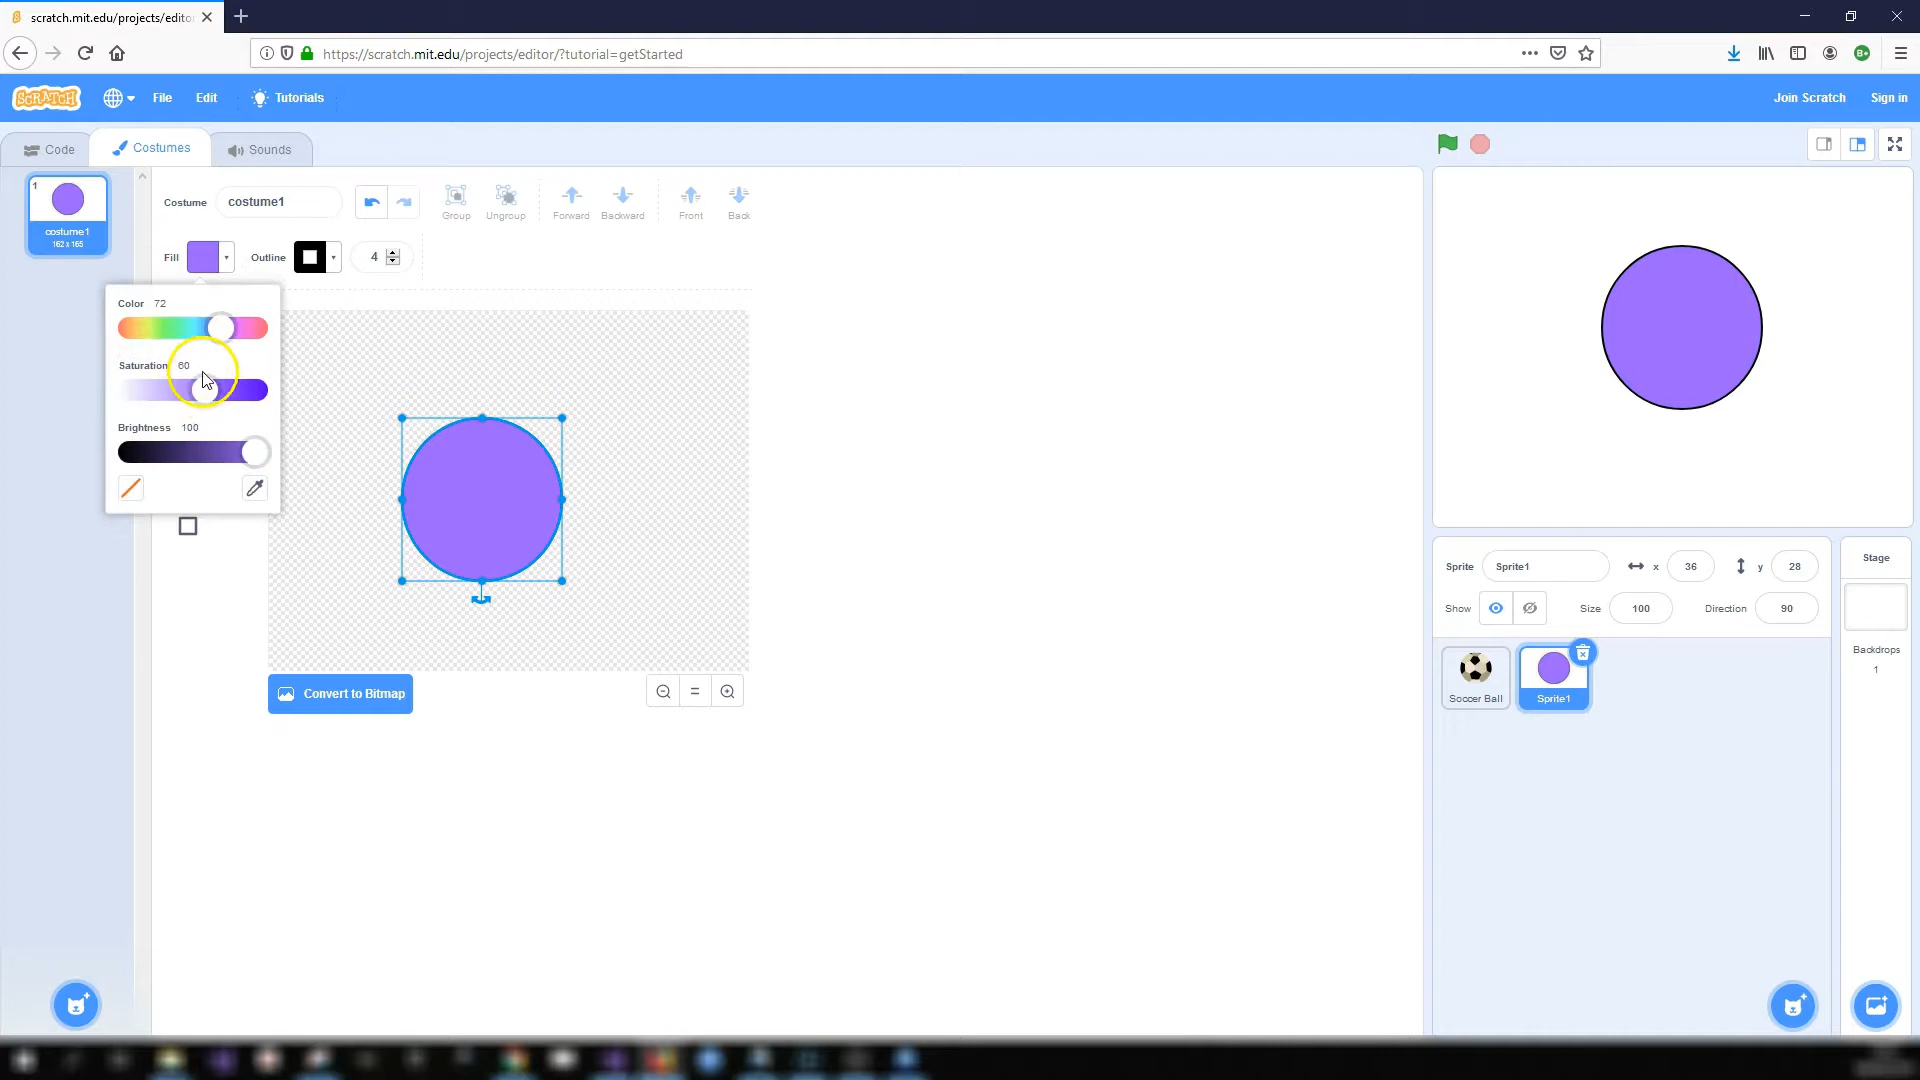 scratch.mit.edu/projects/edito
https://scratch.mit.edu/projects/editor/?tutorial=getStarted
B+
SCRATCH
File
Edit
Tutorials
Join Scratch
Sign in
Code
Costumes
Sounds
1
costume1
162 x 165
Costume
costume1
Group
Ungroup
Forward
Backward
Front
Back
Fill
Outline
4
Color 72
Saturation 60
Brightness 100
Convert to Bitmap
Sprite
Sprite1
x
36
y
28
Show
Size
100
Direction
90
Soccer Ball
Sprite1
Stage
Backdrops
1